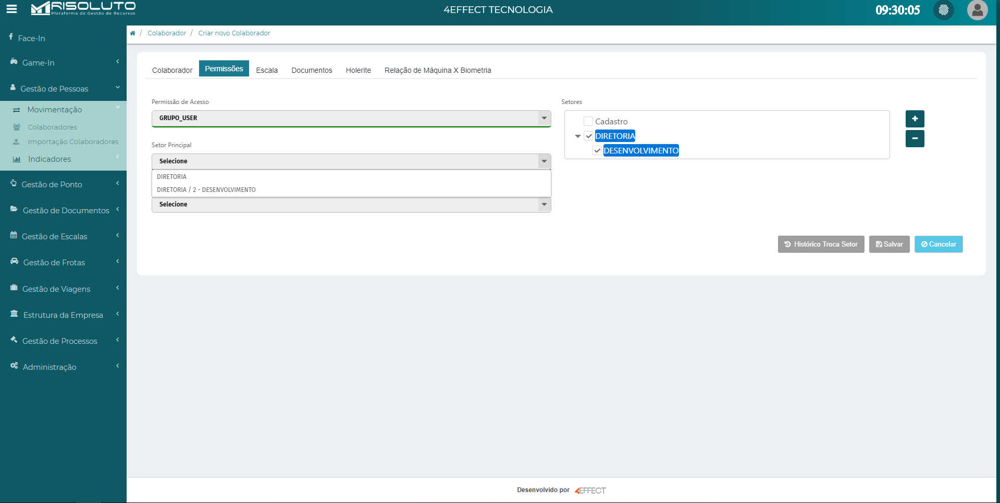 RISOLUTO
Plataforma de Gestão de Recursos
4EFFECT TECNOLOGIA
09:30:05
Face-In
Game-In
Gestão de Pessoas
Movimentação
Colaboradores
Importação Colaboradores
Indicadores
Gestão de Ponto
Gestão de Documentos
Gestão de Escalas
Gestão de Frotas
Gestão de Viagens
Estrutura da Empresa
Gestão de Processos
Administração
/ Colaborador / Criar novo Colaborador
Colaborador Permissões Escala Documentos Holerite Relação de Máquina X Biometria
Permissão de Acesso
GRUPO_USER
Setor Principal
Selecione
DIRETORIA
DIRETORIA / 2 - DESENVOLVIMENTO
Selecione
Setores
Cadastro
DIRETORIA
DESENVOLVIMENTO
Histórico Troca Setor Salvar Cancelar
Desenvolvido por 4EFFECT